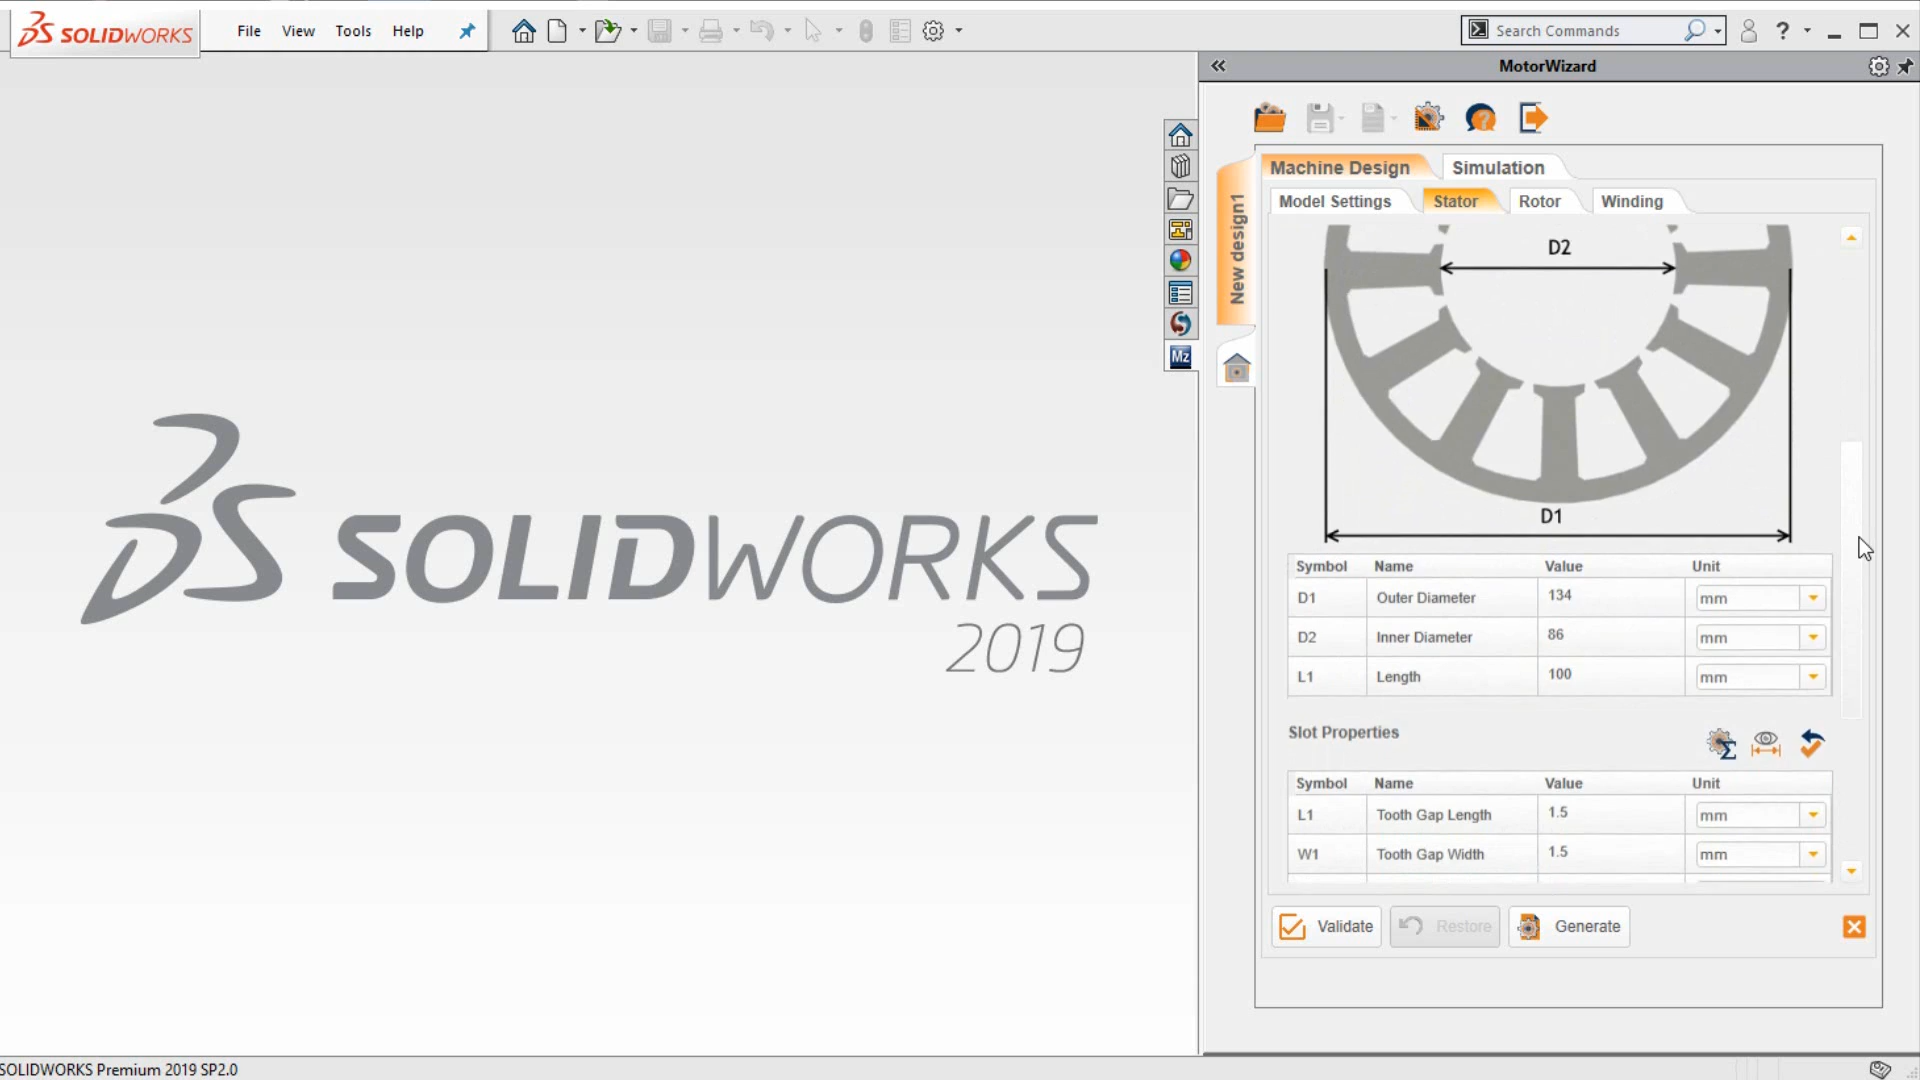 SOLIDWORKS
File View Tools Help
Search Commands
?
MotorWizard
Machine Design Simulation
Model Settings Stator Rotor Winding
New design1
Mz
D2
D1
Symbol Name Value Unit
D1 Outer Diameter 134 mm
D2 Inner Diameter 86 mm
L1 Length 100 mm
Slot Properties
Symbol Name Value Unit
L1 Tooth Gap Length 1.5 mm
W1 Tooth Gap Width 1.5 mm
Validate Restore Generate
SOLIDWORKS
2019
SOLIDWORKS Premium 2019 SP2.0